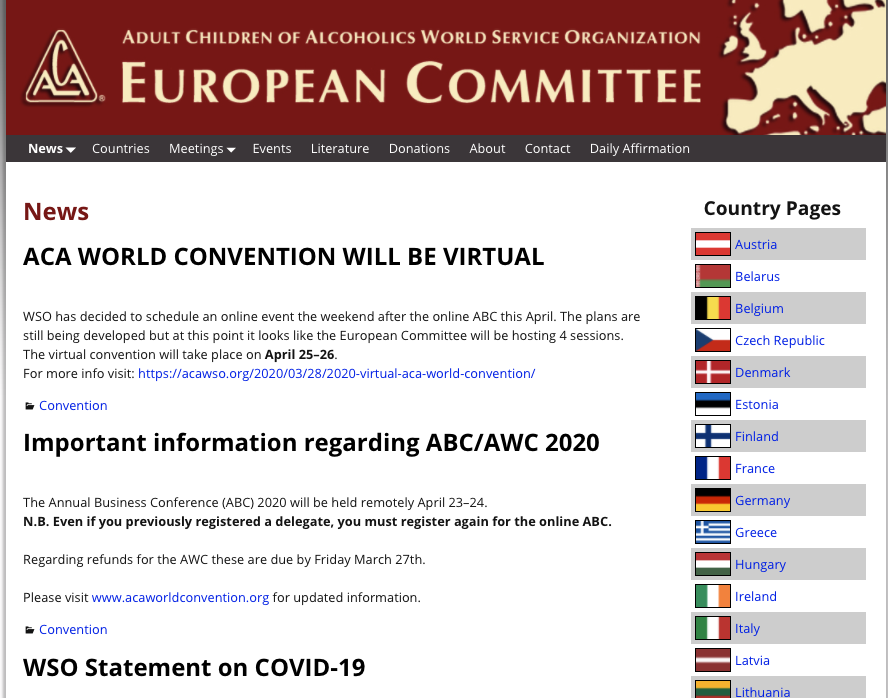 ACA®
ADULT CHILDREN OF ALCOHOLICS WORLD SERVICE ORGANIZATION
EUROPEAN COMMITTEE
News Countries Meetings Events Literature Donations About Contact Daily Affirmation
News
ACA WORLD CONVENTION WILL BE VIRTUAL
WSO has decided to schedule an online event the weekend after the online ABC this April. The plans are
still being developed but at this point it looks like the European Committee will be hosting 4 sessions.
The virtual convention will take place on April 25–26.
For more info visit: https://acawso.org/2020/03/28/2020-virtual-aca-world-convention/
Convention
Important information regarding ABC/AWC 2020
The Annual Business Conference (ABC) 2020 will be held remotely April 23–24.
N.B. Even if you previously registered a delegate, you must register again for the online ABC.
Regarding refunds for the AWC these are due by Friday March 27th.
Please visit www.acaworldconvention.org for updated information.
Convention
WSO Statement on COVID-19
Country Pages
Austria
Belarus
Belgium
Czech Republic
Denmark
Estonia
Finland
France
Germany
Greece
Hungary
Ireland
Italy
Latvia
Lithuania